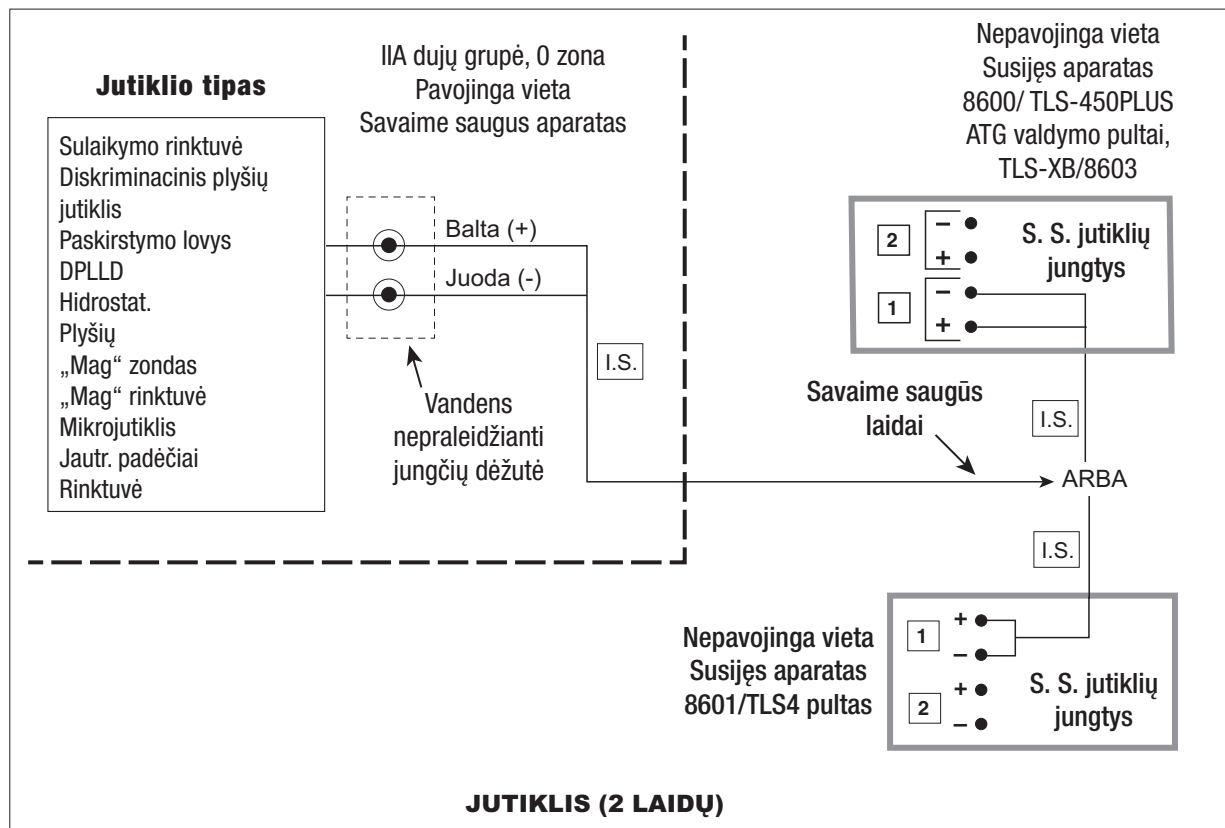 Jutiklio tipas
Sulaikymo rinktuvė
Diskriminacinis plyšių
jutiklis
Paskirstymo lovys
DPLLD
Hidrostat.
Plyšių
„Mag“ zondas
„Mag“ rinktuvė
Mikrojutiklis
Jautr. padėčiai
Rinktuvė
IIA dujų grupė, 0 zona
Pavojinga vieta
Savaime saugus aparatas
Balta (+)
Juoda (-)
I.S.
Vandens
nepraleidžianti
jungčių dėžutė
Nepavojinga vieta
Susijęs aparatas
8600/ TLS-450PLUS
ATG valdymo pultai,
TLS-XB/8603
2
–
+
1
–
+
S. S. jutiklių
jungtys
Savaime saugūs
laidai
I.S.
ARBA
I.S.
Nepavojinga vieta
Susijęs aparatas
8601/TLS4 pultas
1
+
–
2
+
–
S. S. jutiklių
jungtys
JUTIKLIS (2 LAIDŲ)